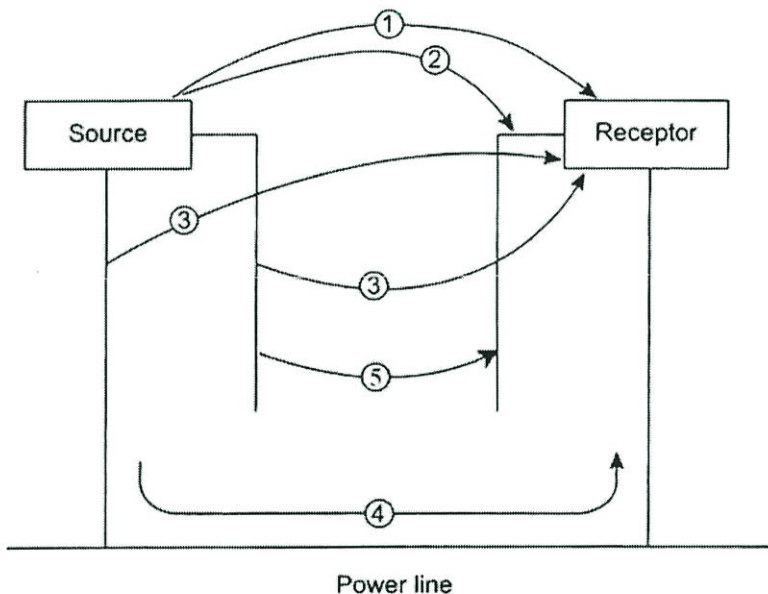 ①
②
Source
Receptor
③
③
⑤
④
Power line